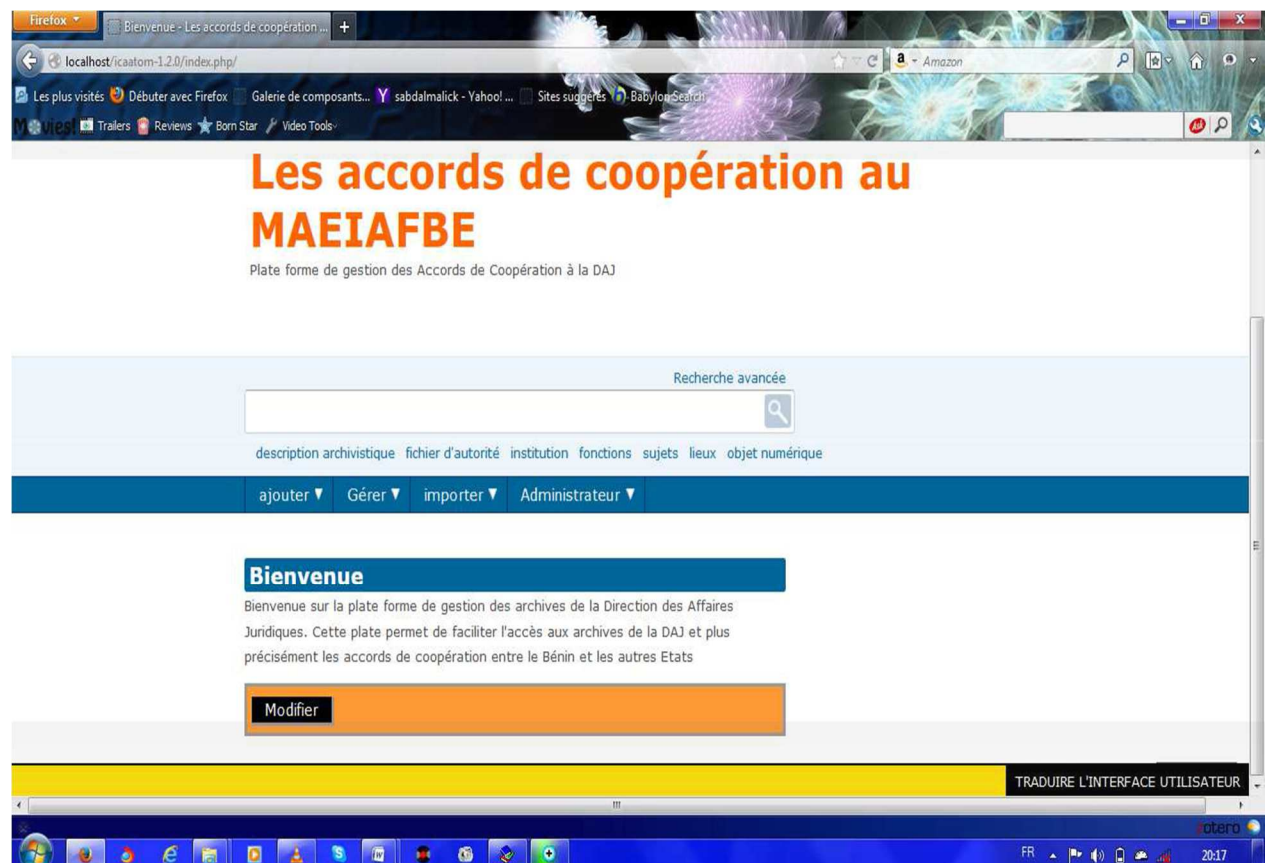 Firefox
Bienvenue - Les accords de coopération ...
+
localhost/icaatom-1.2.0/index.php/
a - Amazon
Les plus visités Débuter avec Firefox Galerie de composants... sabdalmalick - Yahoo! ... Sites suggérés Babylon Search
Movies! Trailers Reviews Born Star Video Tools
Ask
Les accords de coopération au
MAEIAFBE
Plate forme de gestion des Accords de Coopération à la DAJ
Recherche avancée
description archivistique fichier d'autorité institution fonctions sujets lieux objet numérique
ajouter Gérer importer Administrateur
Bienvenue
Bienvenue sur la plate forme de gestion des archives de la Direction des Affaires
Juridiques. Cette plate permet de faciliter l'accès aux archives de la DAJ et plus
précisément les accords de coopération entre le Bénin et les autres Etats
Modifier
TRADUIRE L'INTERFACE UTILISATEUR
zotero
FR 20:17